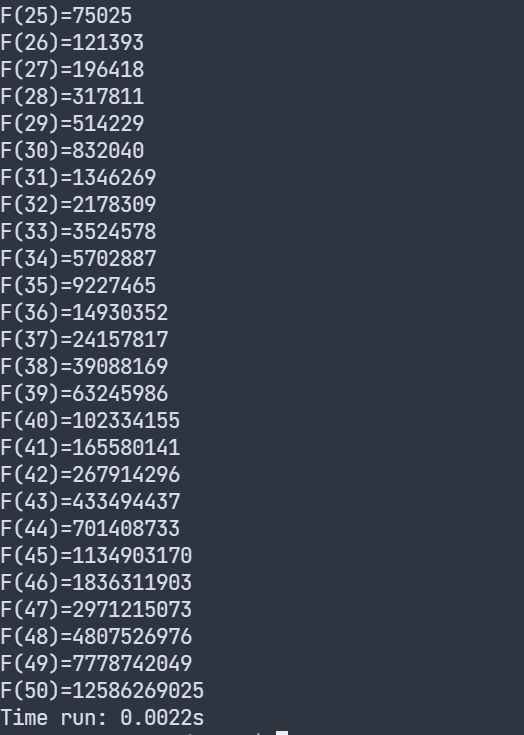 F(25)=75025
F(26)=121393
F(27)=196418
F(28)=317811
F(29)=514229
F(30)=832040
F(31)=1346269
F(32)=2178309
F(33)=3524578
F(34)=5702887
F(35)=9227465
F(36)=14930352
F(37)=24157817
F(38)=39088169
F(39)=63245986
F(40)=102334155
F(41)=165580141
F(42)=267914296
F(43)=433494437
F(44)=701408733
F(45)=1134903170
F(46)=1836311903
F(47)=2971215073
F(48)=4807526976
F(49)=7778742049
F(50)=12586269025
Time run: 0.0022s